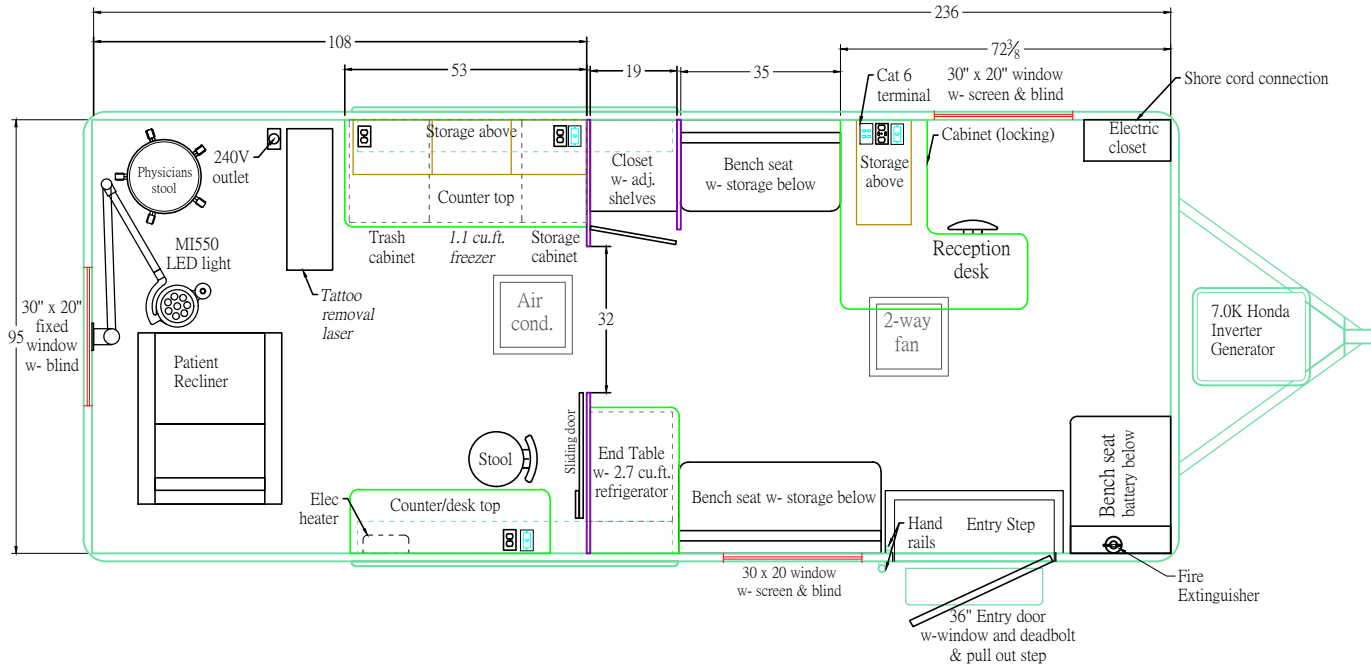 236
108
72⅜
53
19
35
Cat 6
terminal
30" x 20" window
w- screen & blind
Shore cord connection
Storage above
240V
outlet
Physicians
stool
Closet
w- adj.
shelves
Bench seat
w- storage below
Storage
above
Cabinet (locking)
Electric
closet
Counter top
Trash
cabinet
1.1 cu.ft.
freezer
Storage
cabinet
MI550
LED light
Reception
desk
Tattoo
removal
laser
Air
cond.
32
2-way
fan
7.0K Honda
Inverter
Generator
30" x 20"
fixed
window
w- blind
95
Patient
Recliner
Stool
Sliding door
End Table
w- 2.7 cu.ft.
refrigerator
Bench seat w- storage below
Bench seat
battery below
Elec
heater
Counter/desk top
Hand
rails
Entry Step
30 x 20 window
w- screen & blind
Fire
Extinguisher
36" Entry door
w-window and deadbolt
& pull out step